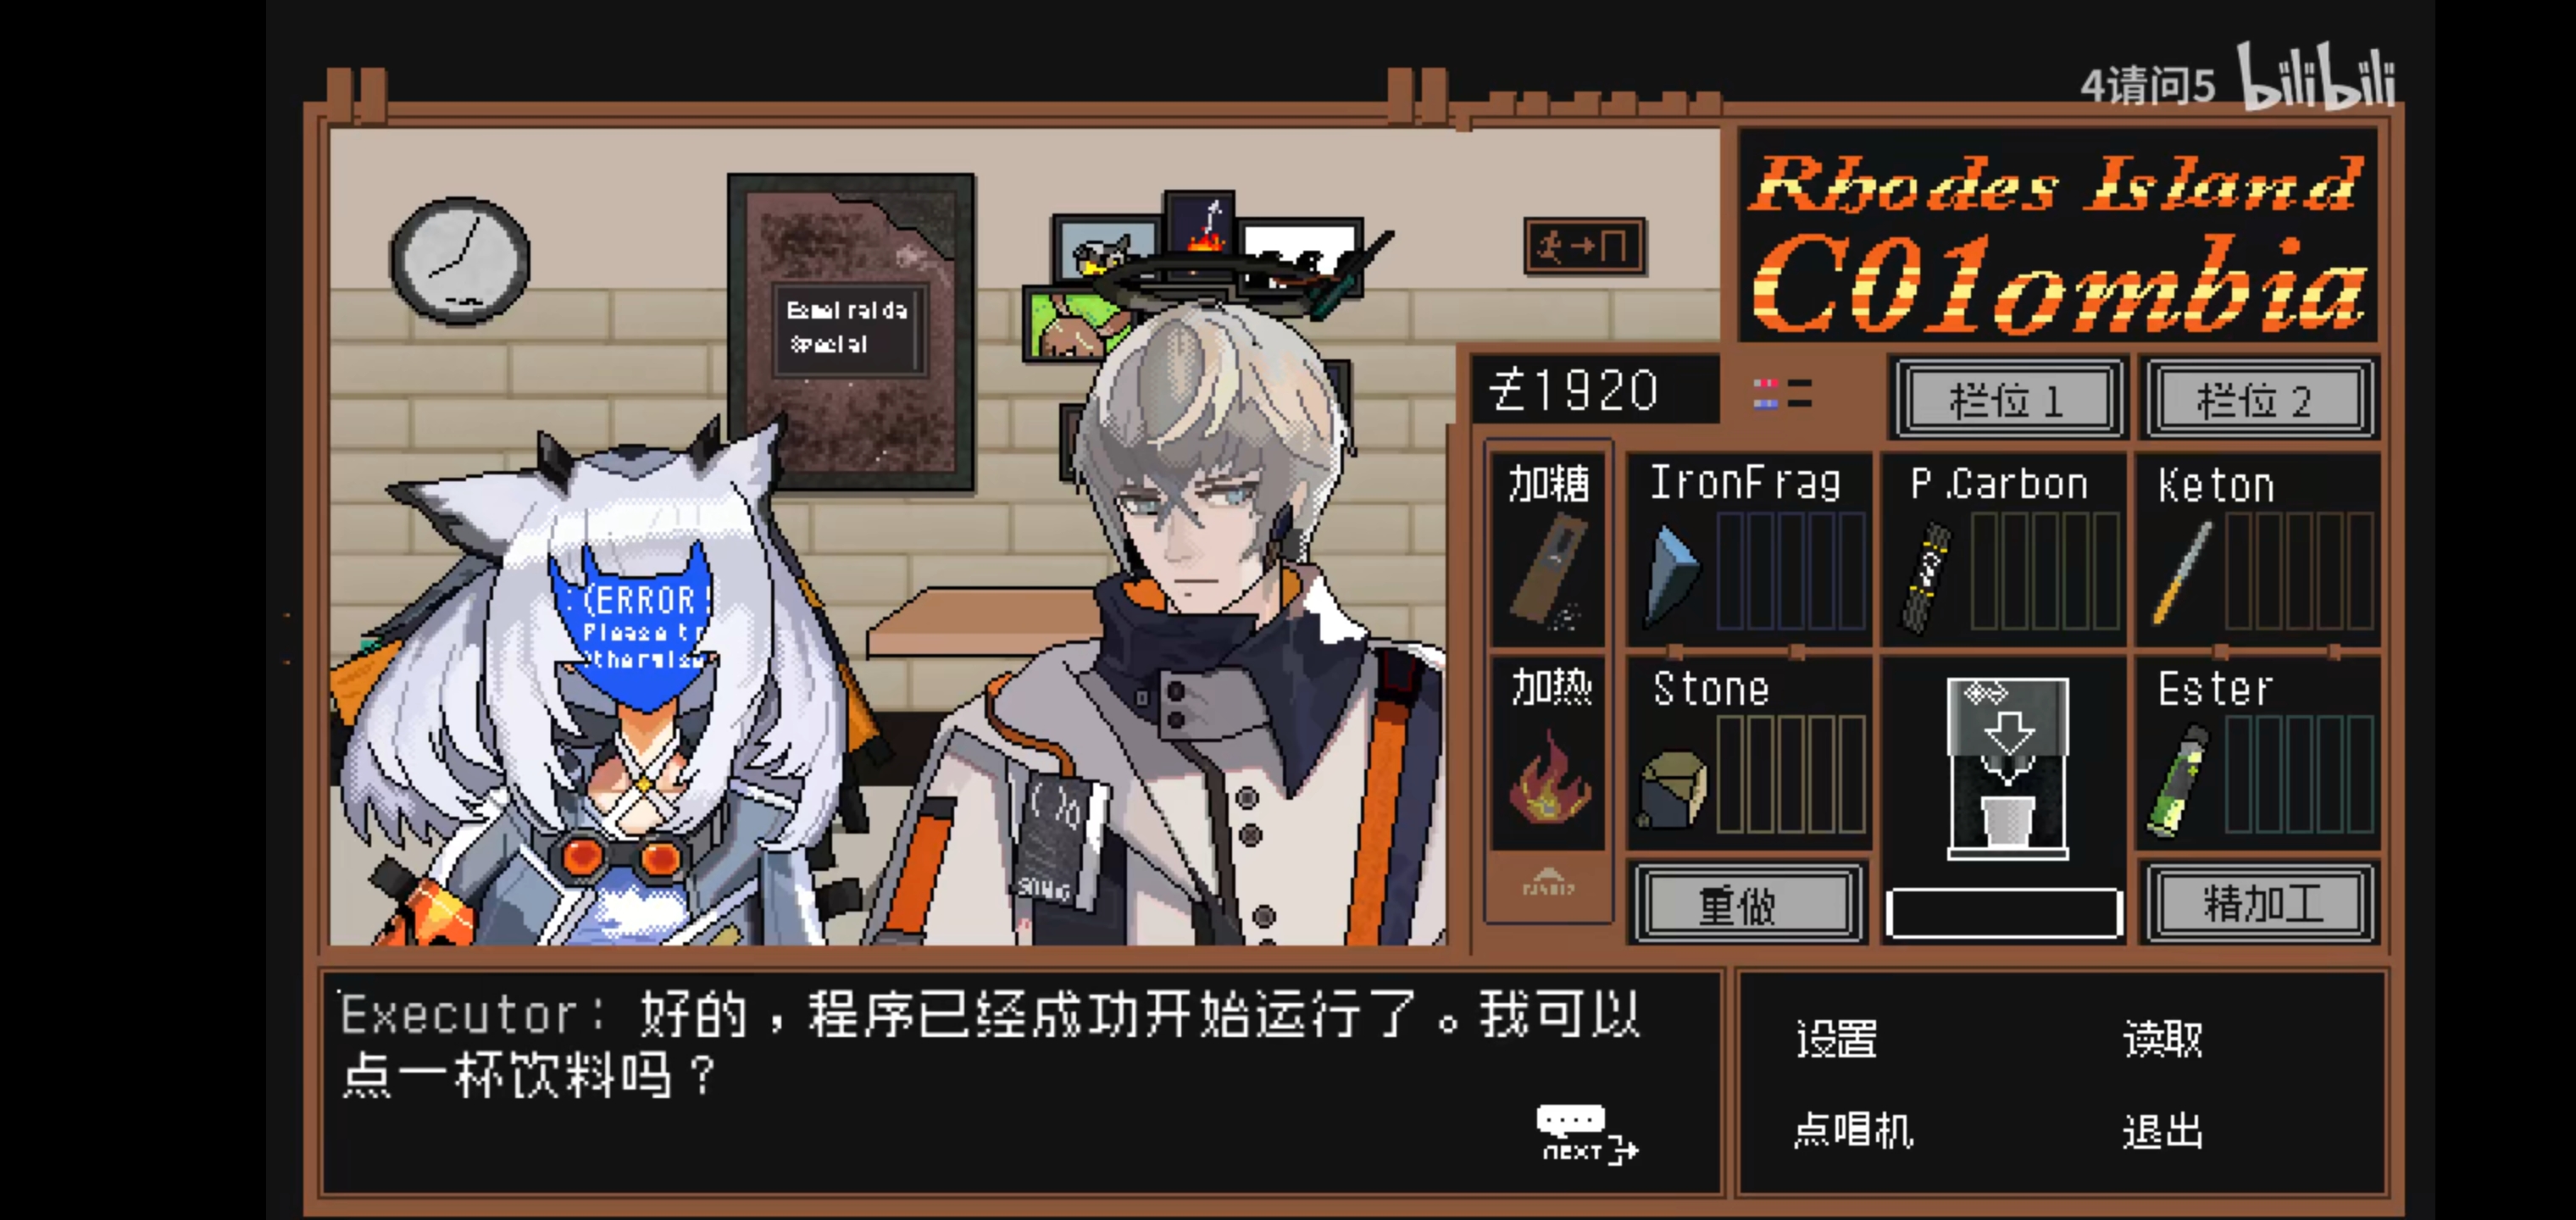 4请问5 bilibili
Rhodes Island
C01ombia
Esmeralda
Special
1920
栏位 1
栏位 2
加糖
IronFrag
P.Carbon
Keton
:(ERROR:
Please tr
加热
Stone
Ester
重做
精加工
Executor: 好的，程序已经成功开始运行了。我可以
点一杯饮料吗？
NEXT
设置
读取
点唱机
退出